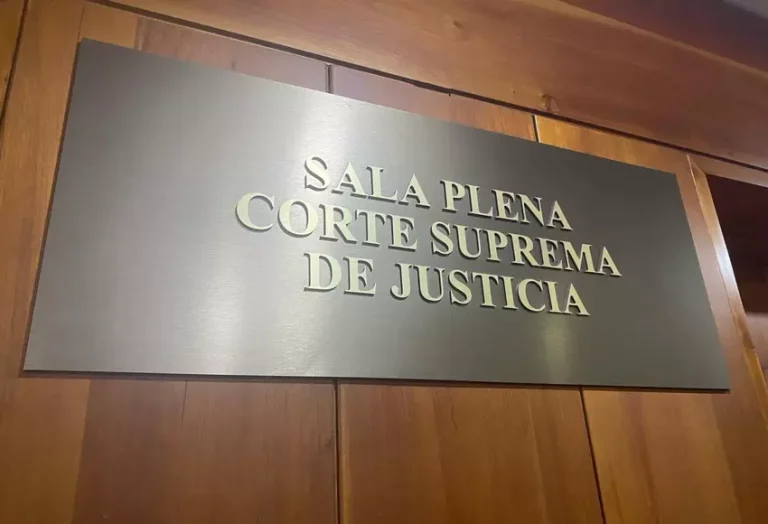 SALA PLENA
CORTE SUPREMA
DE JUSTICIA